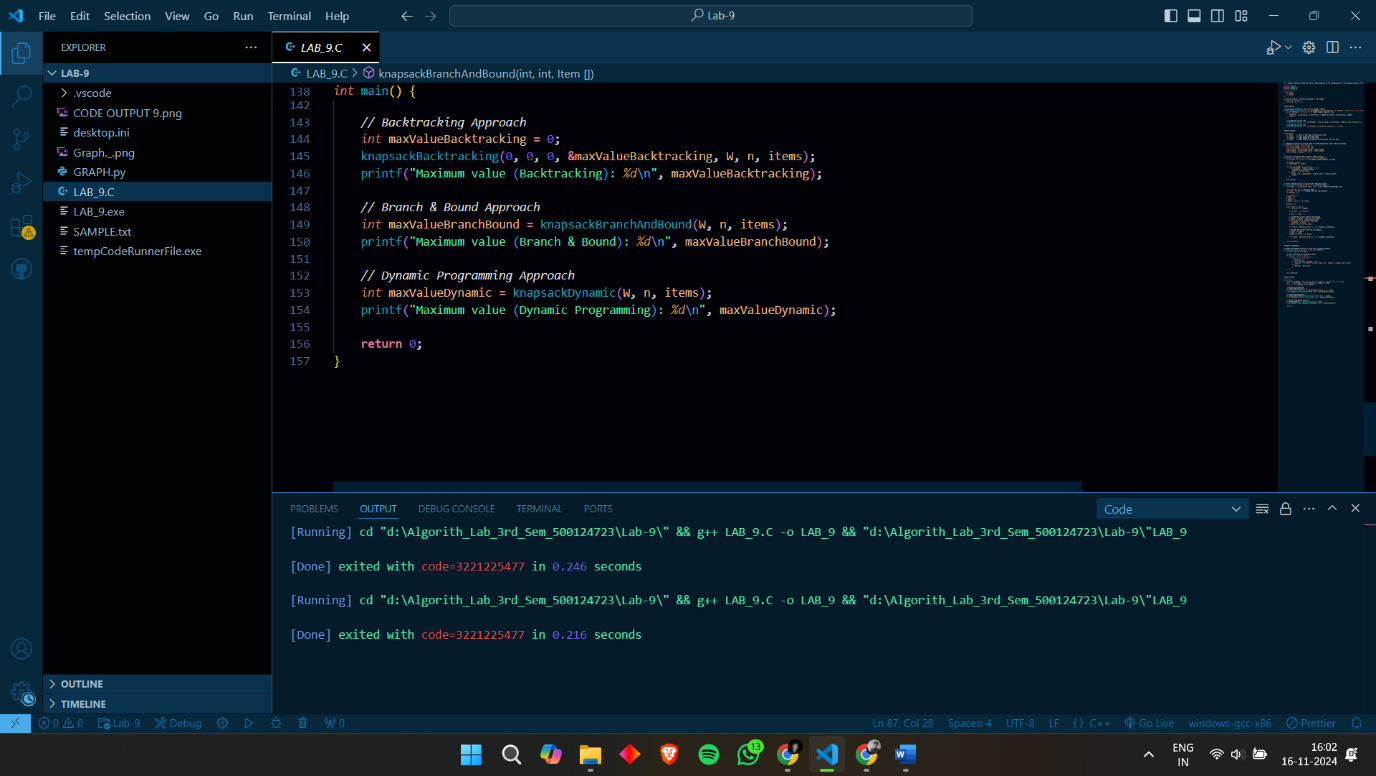 File Edit Selection View Go Run Terminal Help
Lab-9
EXPLORER
LAB-9
.vscode
CODE OUTPUT 9.png
desktop.ini
Graph._.png
GRAPH.py
LAB_9.C
LAB_9.exe
SAMPLE.txt
tempCodeRunnerFile.exe
OUTLINE
TIMELINE
LAB_9.C
LAB_9.C > knapsackBranchAndBound(int, int, Item [])
138 int main() {
142
143 // Backtracking Approach
144 int maxValueBacktracking = 0;
145 knapsackBacktracking(0, 0, 0, &maxValueBacktracking, W, n, items);
146 printf("Maximum value (Backtracking): %d\n", maxValueBacktracking);
147
148 // Branch & Bound Approach
149 int maxValueBranchBound = knapsackBranchAndBound(W, n, items);
150 printf("Maximum value (Branch & Bound): %d\n", maxValueBranchBound);
151
152 // Dynamic Programming Approach
153 int maxValueDynamic = knapsackDynamic(W, n, items);
154 printf("Maximum value (Dynamic Programming): %d\n", maxValueDynamic);
155
156 return 0;
157 }
PROBLEMS OUTPUT DEBUG CONSOLE TERMINAL PORTS
Code
[Running] cd "d:\Algorith_Lab_3rd_Sem_500124723\Lab-9\" && g++ LAB_9.C -o LAB_9 && "d:\Algorith_Lab_3rd_Sem_500124723\Lab-9\"LAB_9
[Done] exited with code=3221225477 in 0.246 seconds
[Running] cd "d:\Algorith_Lab_3rd_Sem_500124723\Lab-9\" && g++ LAB_9.C -o LAB_9 && "d:\Algorith_Lab_3rd_Sem_500124723\Lab-9\"LAB_9
[Done] exited with code=3221225477 in 0.216 seconds
0 0 Lab-9 Debug 0 Ln 87, Col 28 Spaces: 4 UTF-8 LF {} C++ Go Live windows-gcc-x86 Prettier
13
ENG
IN
16:02
16-11-2024